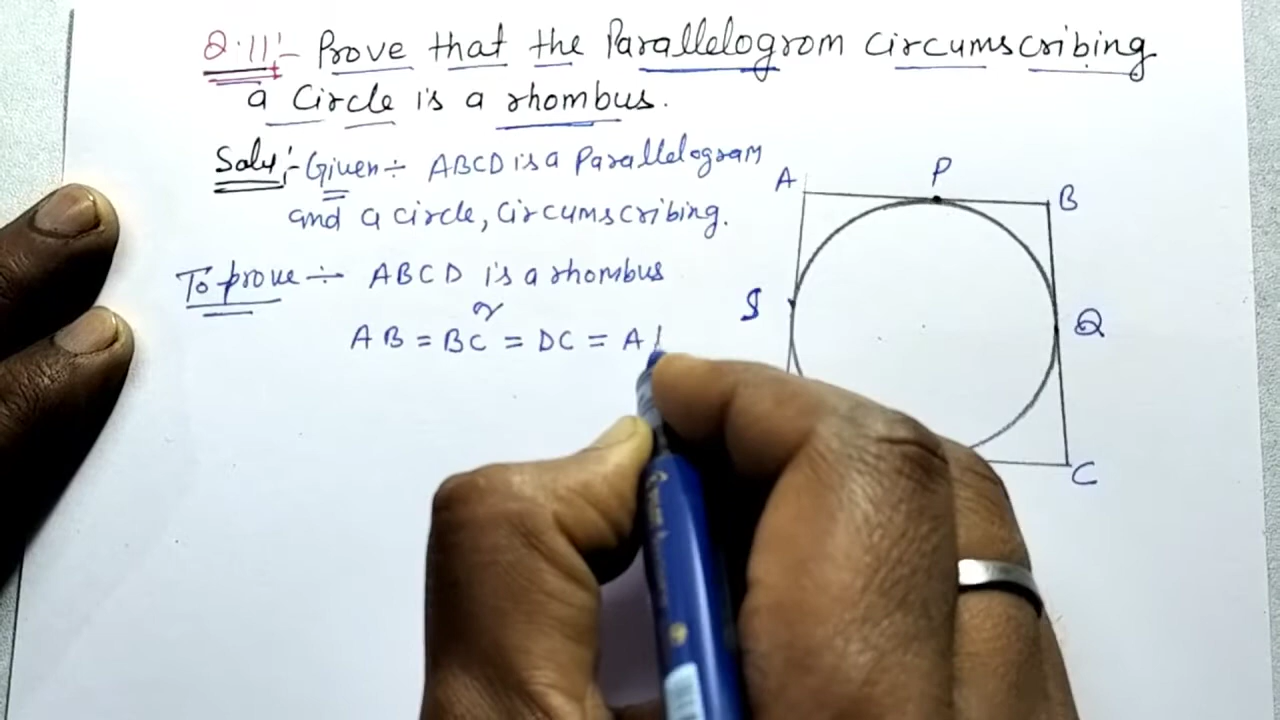 Q.11:- Prove that the Parallelogram circumscribing
a Circle is a rhombus.
Solu:- Given ÷ ABCD is a Parallelogram
and a circle, Circumscribing.
To prove ÷ ABCD is a rhombus
or
AB = BC = DC = A
A P B
S Q
C